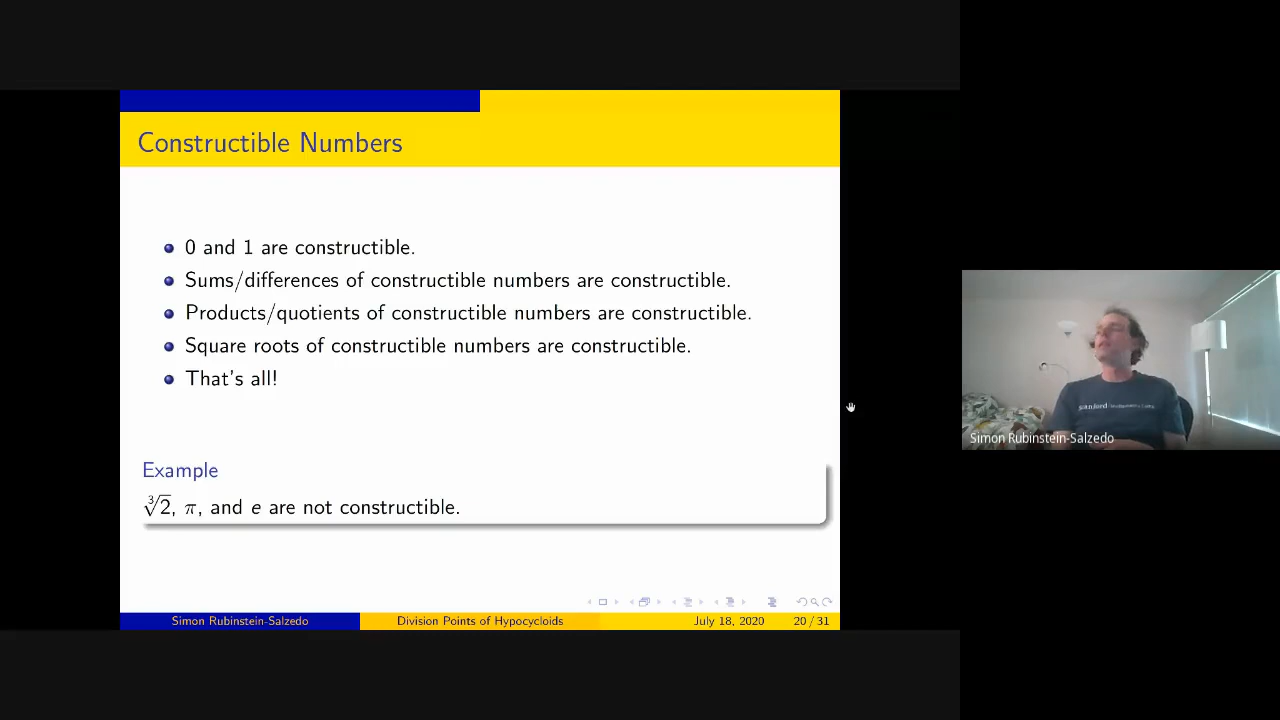 Constructible Numbers
0 and 1 are constructible.
Sums/differences of constructible numbers are constructible.
Products/quotients of constructible numbers are constructible.
Square roots of constructible numbers are constructible.
That's all!
Example
∛2, π, and e are not constructible.
Simon Rubinstein-Salzedo
Division Points of Hypocycloids
July 18, 2020
20 / 31
Stanford
Simon Rubinstein-Salzedo